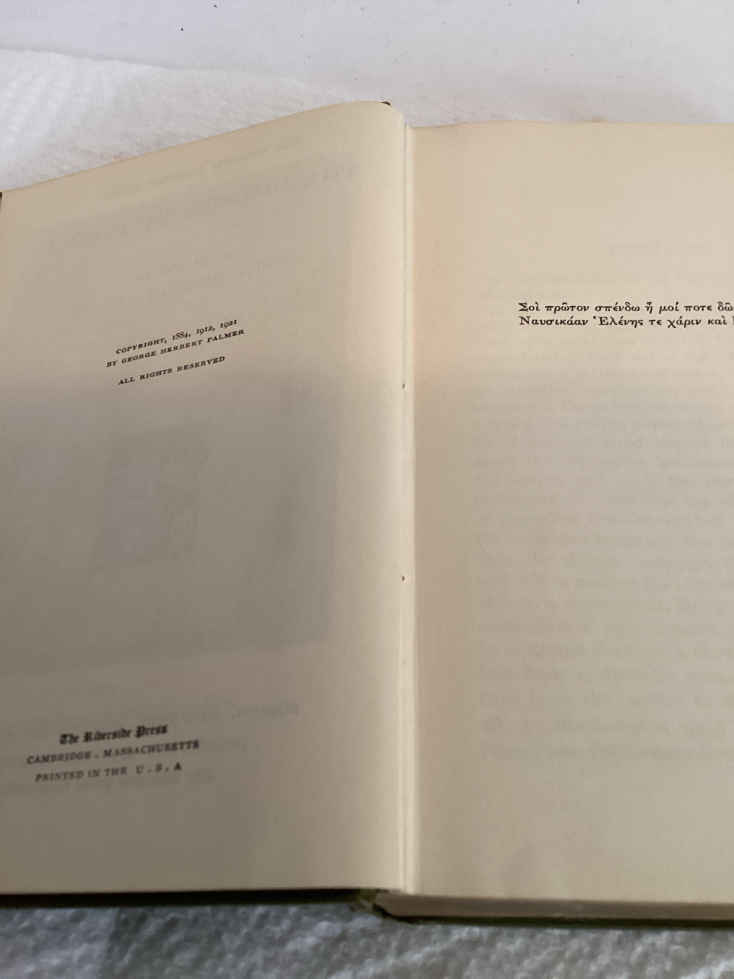 COPYRIGHT, 1884, 1912, 1921
BY GEORGE HERBERT PALMER
ALL RIGHTS RESERVED
The Riverside Press
CAMBRIDGE . MASSACHUSETTS
PRINTED IN THE U . S . A
Σοὶ πρῶτον σπένδω ἥ μοί ποτε
Ναυσικάαν Ἑλένης τε χάριν καὶ